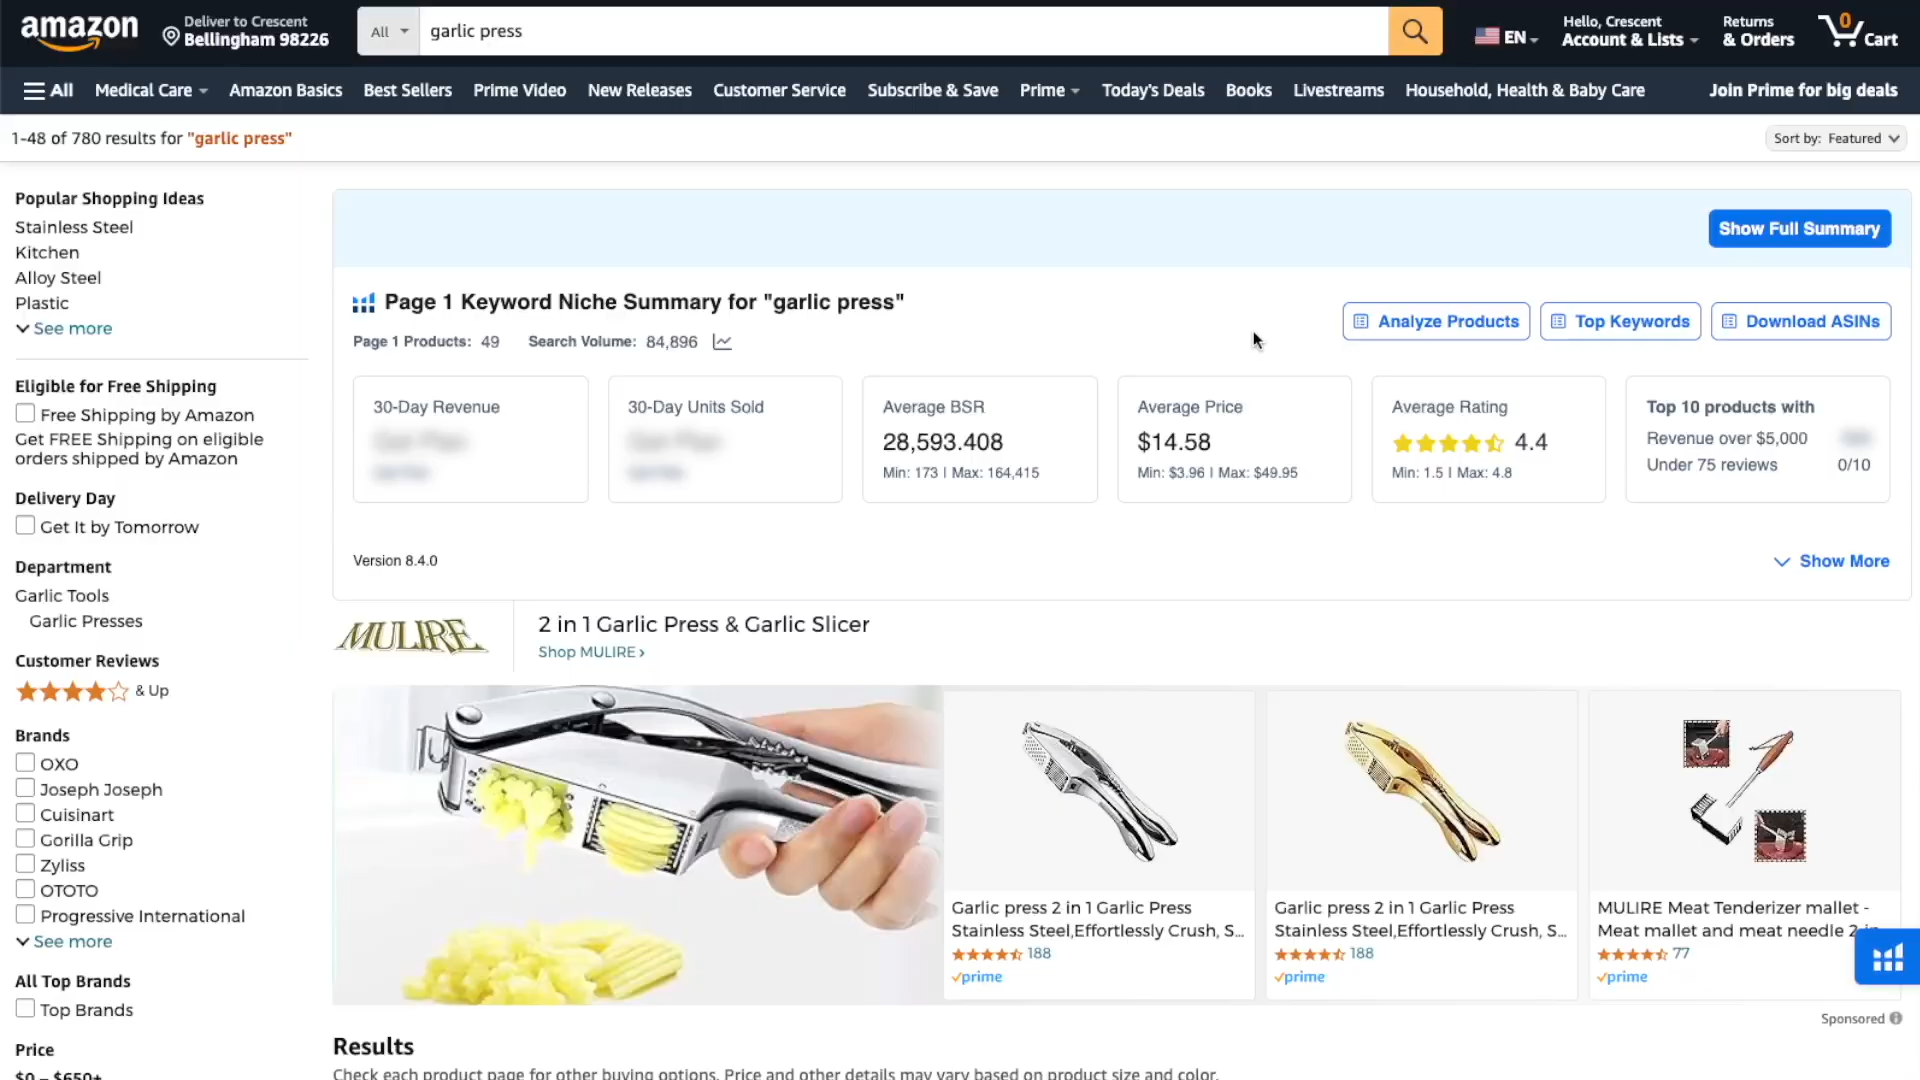 amazon
Deliver to Crescent
Bellingham 98226
All
garlic press
EN
Hello, Crescent
Account & Lists
Returns
& Orders
0
Cart
All
Medical Care
Amazon Basics
Best Sellers
Prime Video
New Releases
Customer Service
Subscribe & Save
Prime
Today's Deals
Books
Livestreams
Household, Health & Baby Care
Join Prime for big deals
1-48 of 780 results for "garlic press"
Sort by: Featured
Popular Shopping Ideas
Stainless Steel
Kitchen
Alloy Steel
Plastic
See more
Eligible for Free Shipping
Free Shipping by Amazon
Get FREE Shipping on eligible
orders shipped by Amazon
Delivery Day
Get It by Tomorrow
Department
Garlic Tools
Garlic Presses
Customer Reviews
& Up
Brands
OXO
Joseph Joseph
Cuisinart
Gorilla Grip
Zyliss
OTOTO
Progressive International
See more
All Top Brands
Top Brands
Price
$0 – $650+
Show Full Summary
Page 1 Keyword Niche Summary for "garlic press"
Page 1 Products: 49
Search Volume: 84,896
Analyze Products
Top Keywords
Download ASINs
30-Day Revenue
30-Day Units Sold
Average BSR
28,593.408
Min: 173 | Max: 164,415
Average Price
$14.58
Min: $3.96 | Max: $49.95
Average Rating
4.4
Min: 1.5 | Max: 4.8
Top 10 products with
Revenue over $5,000
Under 75 reviews
0/10
Version 8.4.0
Show More
MULIRE
2 in 1 Garlic Press & Garlic Slicer
Shop MULIRE ›
Garlic press 2 in 1 Garlic Press
Stainless Steel,Effortlessly Crush, S...
188
prime
Garlic press 2 in 1 Garlic Press
Stainless Steel,Effortlessly Crush, S...
188
prime
MULIRE Meat Tenderizer mallet -
Meat mallet and meat needle 2
77
prime
Sponsored
Results
Check each product page for other buying options. Price and other details may vary based on product size and color.